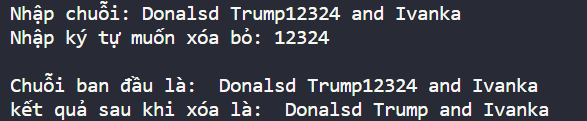 Nhập chuỗi: Donalsd Trump12324 and Ivanka
Nhập ký tự muốn xóa bỏ: 12324
Chuỗi ban đầu là:  Donalsd Trump12324 and Ivanka
kết quả sau khi xóa là:  Donalsd Trump and Ivanka